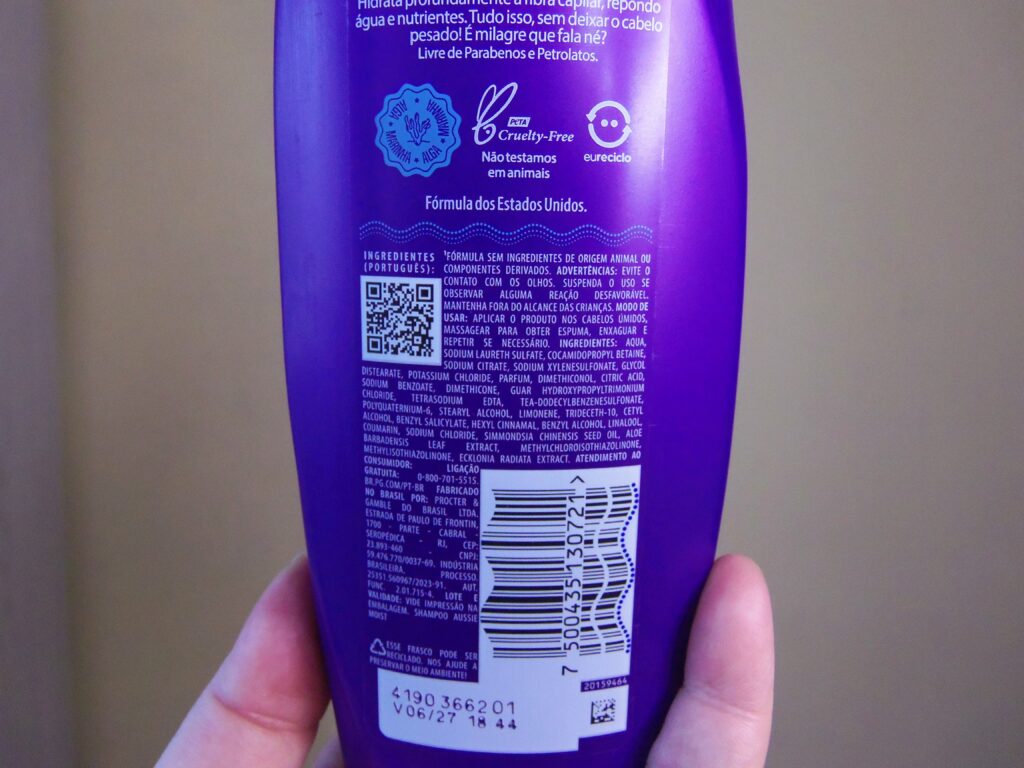 Hidrata profundamente a fibra capilar, repondo
água e nutrientes. Tudo isso, sem deixar o cabelo
pesado! É milagre que fala né?
Livre de Parabenos e Petrolatos.
ALGA MARINHA ALGA MARINHA
PETA
Cruelty-Free
Não testamos
em animais
eureciclo
Fórmula dos Estados Unidos.
INGREDIENTES
(PORTUGUÊS):
¹FÓRMULA SEM INGREDIENTES DE ORIGEM ANIMAL OU
COMPONENTES DERIVADOS. ADVERTÊNCIAS: EVITE O
CONTATO COM OS OLHOS. SUSPENDA O USO SE
OBSERVAR ALGUMA REAÇÃO DESFAVORÁVEL.
MANTENHA FORA DO ALCANCE DAS CRIANÇAS. MODO DE
USAR: APLICAR O PRODUTO NOS CABELOS ÚMIDOS,
MASSAGEAR PARA OBTER ESPUMA, ENXAGUAR E
REPETIR SE NECESSÁRIO. INGREDIENTES: AQUA,
SODIUM LAURETH SULFATE, COCAMIDOPROPYL BETAINE,
SODIUM CITRATE, SODIUM XYLENESULFONATE, GLYCOL
DISTEARATE, POTASSIUM CHLORIDE, PARFUM, DIMETHICONOL, CITRIC ACID,
SODIUM BENZOATE, DIMETHICONE, GUAR HYDROXYPROPYLTRIMONIUM
CHLORIDE, TETRASODIUM EDTA, TEA-DODECYLBENZENESULFONATE,
POLYQUATERNIUM-6, STEARYL ALCOHOL, LIMONENE, TRIDECETH-10, CETYL
ALCOHOL, BENZYL SALICYLATE, HEXYL CINNAMAL, BENZYL ALCOHOL, LINALOOL,
COUMARIN, SODIUM CHLORIDE, SIMMONDSIA CHINENSIS SEED OIL, ALOE
BARBADENSIS LEAF EXTRACT, METHYLCHLOROISOTHIAZOLINONE,
METHYLISOTHIAZOLINONE, ECKLONIA RADIATA EXTRACT. ATENDIMENTO AO
CONSUMIDOR: LIGAÇÃO
GRATUITA: 0-800-701-5515.
BR.PG.COM/PT-BR FABRICADO
NO BRASIL POR: PROCTER &
GAMBLE DO BRASIL LTDA.
ESTRADA DE PAULO DE FRONTIN,
1700 - PARTE - CABRAL -
SEROPÉDICA - RJ, CEP:
23.893-460 - CNPJ:
59.476.770/0037-69. INDÚSTRIA
BRASILEIRA. PROCESSO.
25351.560967/2023-91. AUT.
FUNC. 2.01.715-4. LOTE E
VALIDADE: VIDE IMPRESSÃO NA
EMBALAGEM. SHAMPOO AUSSIE
MOIST
7 500435 130721 >
ESSE FRASCO PODE SER
RECICLADO. NOS AJUDE A
PRESERVAR O MEIO AMBIENTE!
20159464
4190366201
V06/27 18 44